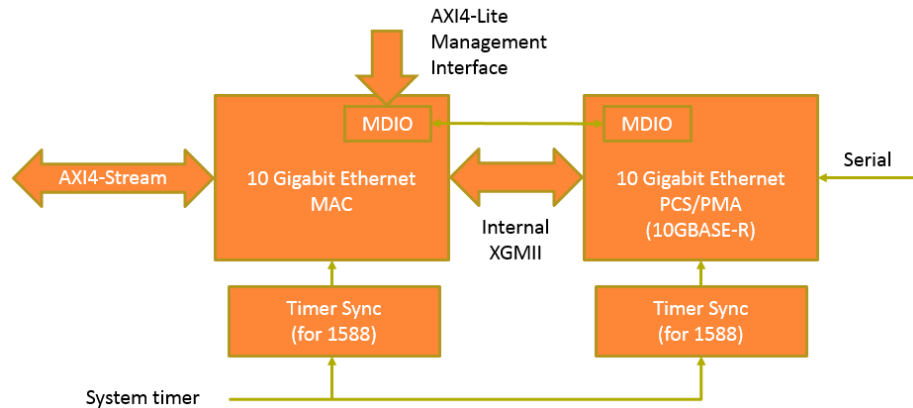 AXI4-Lite
Management
Interface
MDIO
MDIO
AXI4-Stream
10 Gigabit Ethernet
MAC
Internal
XGMII
10 Gigabit Ethernet
PCS/PMA
(10GBASE-R)
Serial
Timer Sync
(for 1588)
Timer Sync
(for 1588)
System timer